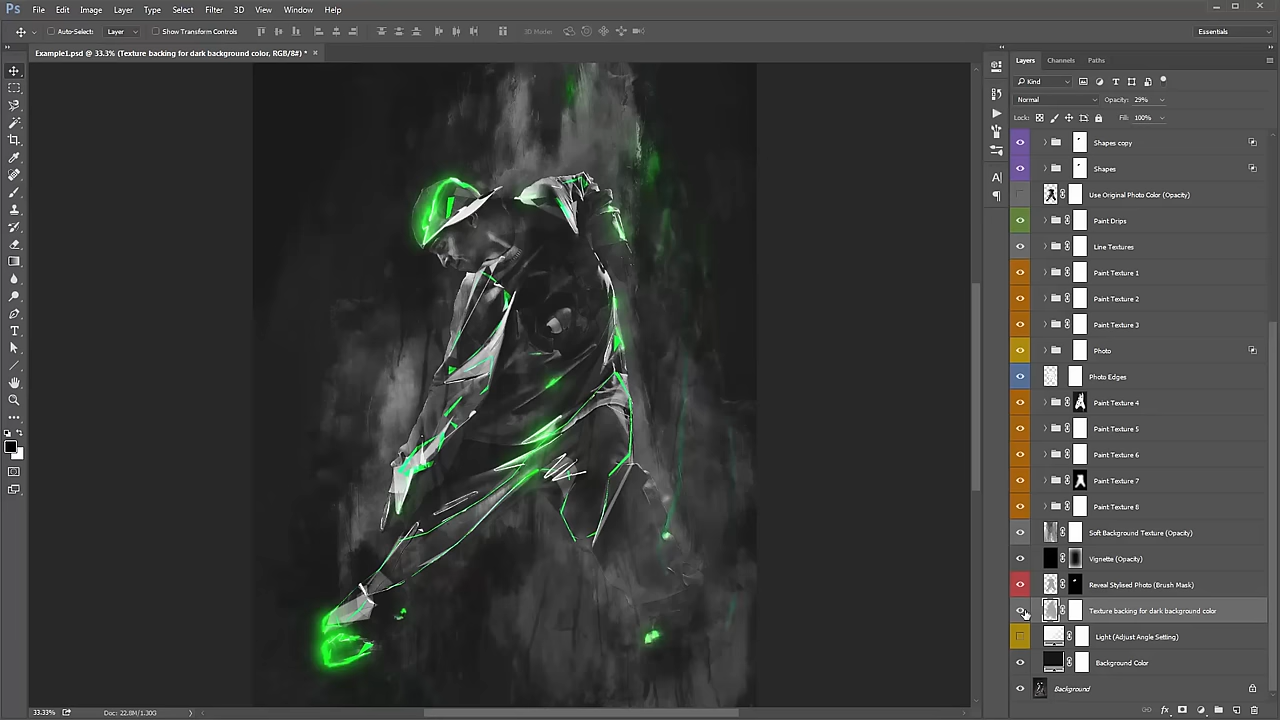 Ps File Edit Image Layer Type Select Filter 3D View Window Help
Auto-Select: Layer Show Transform Controls 3D Mode: Essentials
Example1.psd @ 33.3% (Texture backing for dark background color, RGB/8#) * ×
Layers Channels Paths
Kind
Normal Opacity: 29%
Lock: Fill: 100%
Shapes copy
Shapes
Use Original Photo Color (Opacity)
Paint Drips
Line Textures
Paint Texture 1
Paint Texture 2
Paint Texture 3
Photo
Photo Edges
Paint Texture 4
Paint Texture 5
Paint Texture 6
Paint Texture 7
Paint Texture 8
Soft Background Texture (Opacity)
Vignette (Opacity)
Reveal Stylised Photo (Brush Mask)
Texture backing for dark background color
Light (Adjust Angle Setting)
Background Color
Background
33.33% Doc: 22.8M/1.30G